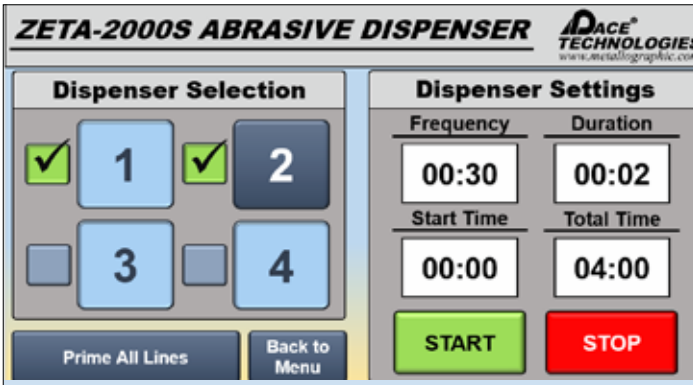 ZETA-2000S ABRASIVE DISPENSER
PACE®
TECHNOLOGIES
www.metallographic.com
Dispenser Selection
1
2
3
4
Prime All Lines
Back to
Menu
Dispenser Settings
Frequency
Duration
00:30
00:02
Start Time
Total Time
00:00
04:00
START
STOP